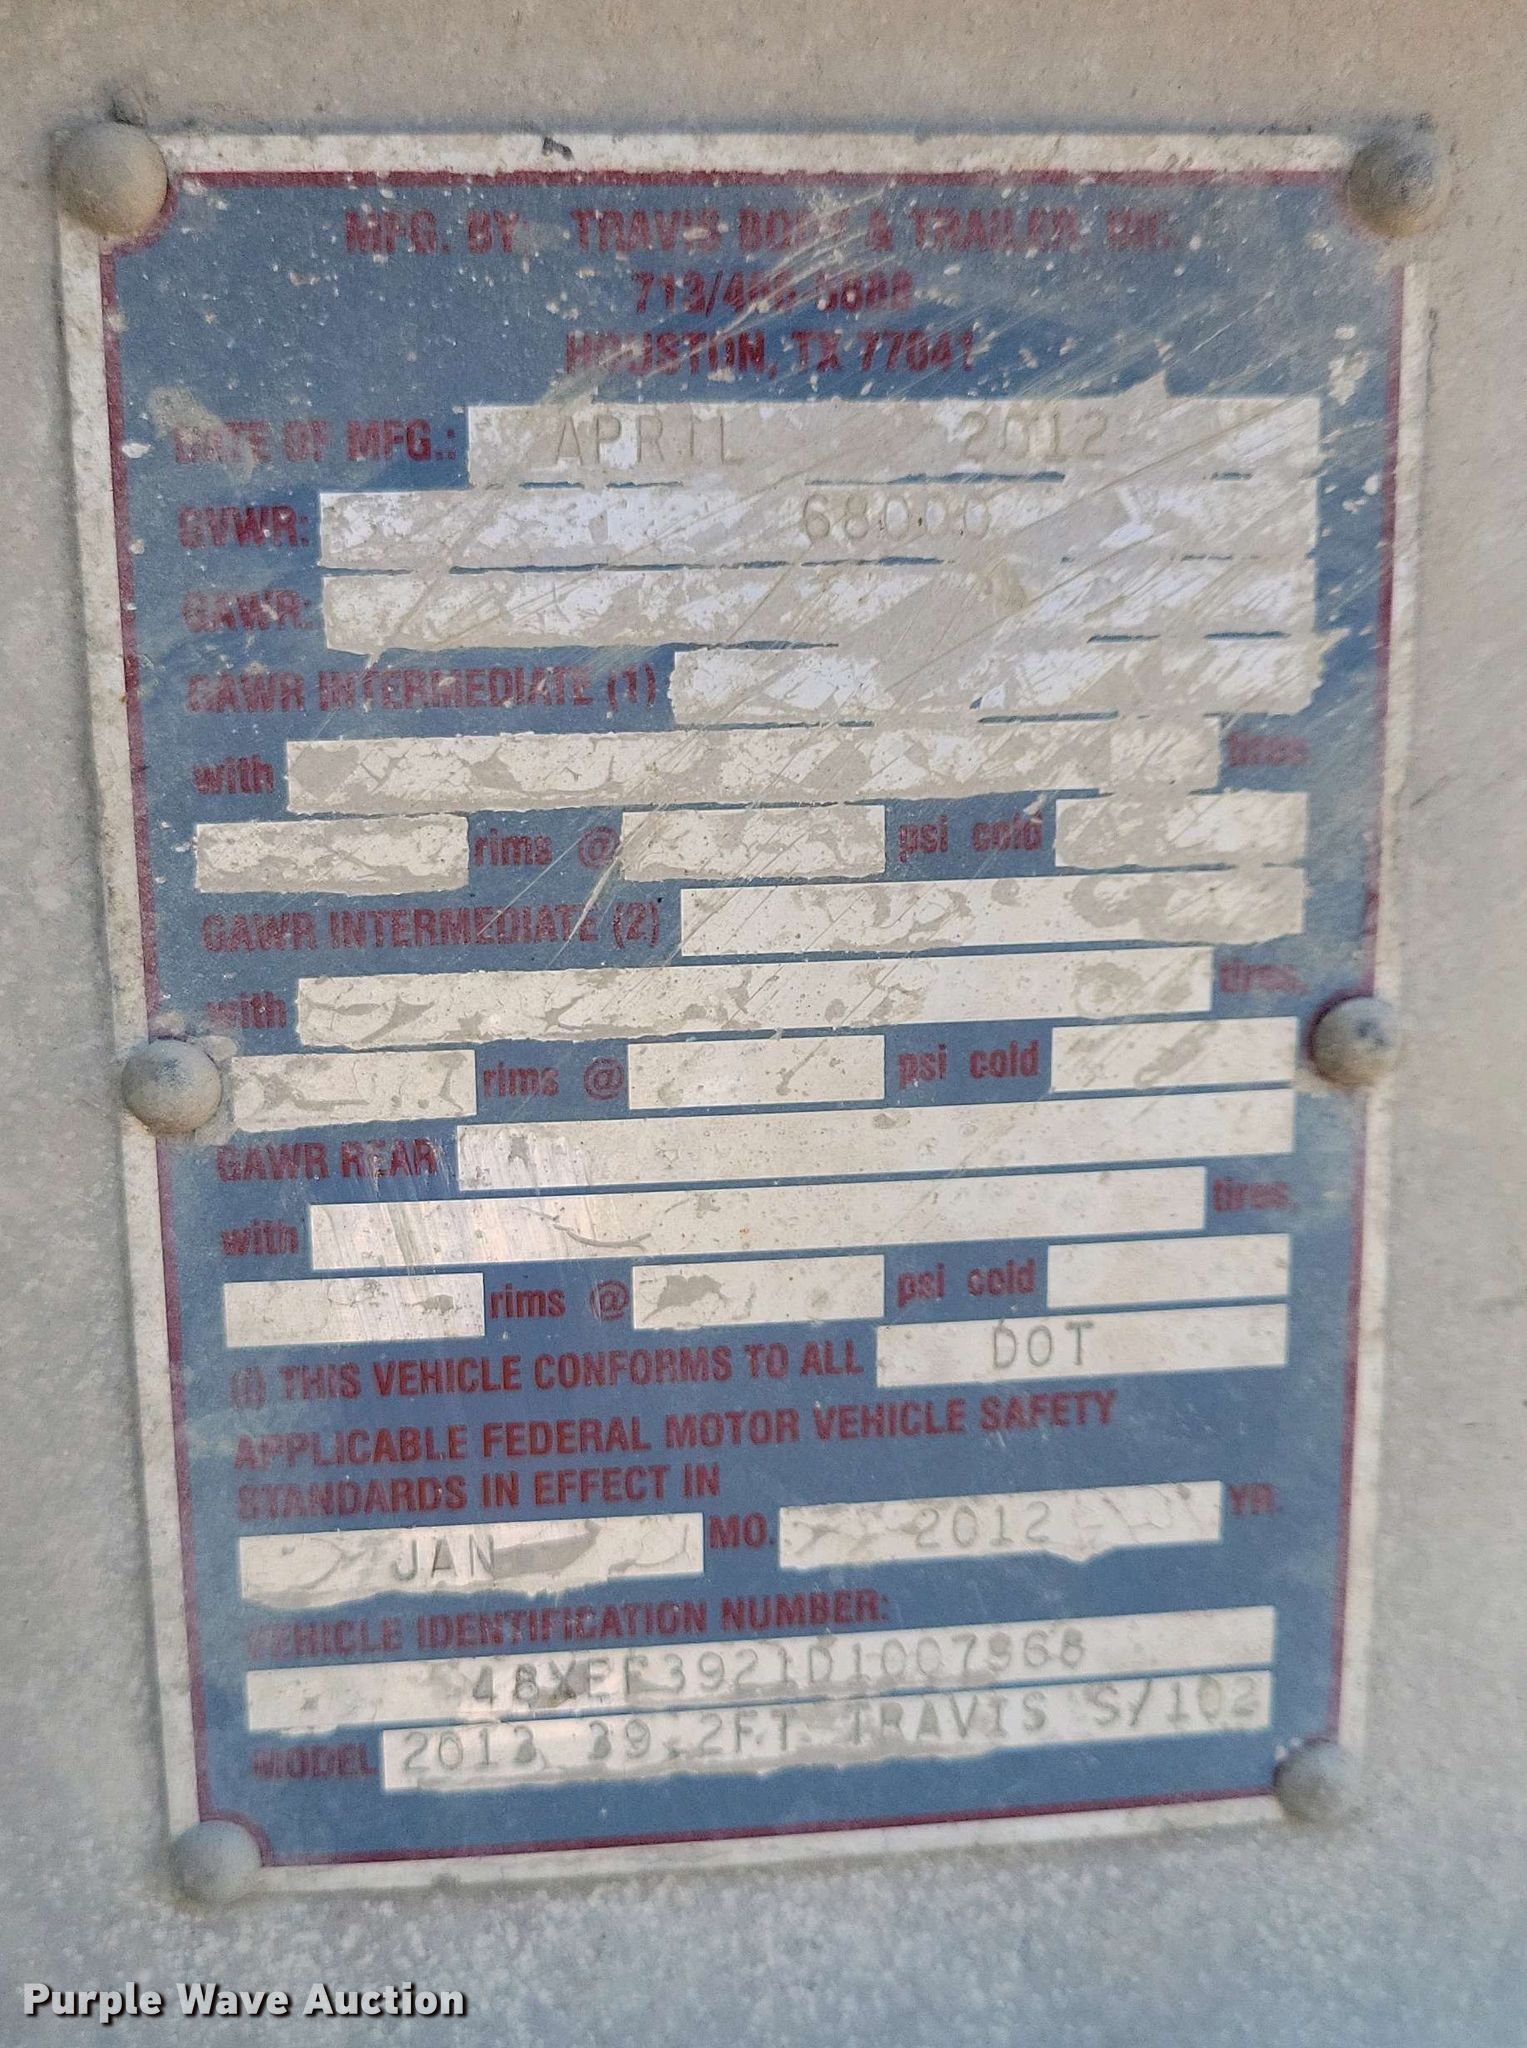 MFG. BY: TRAVIS BODY & TRAILER, INC.
713/466-5888
HOUSTON, TX 77041
DATE OF MFG.: APRIL 2012
GVWR: 68000
GAWR:
GAWR INTERMEDIATE (1)
with tires
rims @ psi cold
GAWR INTERMEDIATE (2)
with tires,
rims @ psi cold
GAWR REAR
with tires,
rims @ psi cold
(I) THIS VEHICLE CONFORMS TO ALL DOT
APPLICABLE FEDERAL MOTOR VEHICLE SAFETY
STANDARDS IN EFFECT IN
JAN MO. 2012 YR.
VEHICLE IDENTIFICATION NUMBER:
48XEF3921D1007968
MODEL 2013 39.2FT TRAVIS S/102
Purple Wave Auction